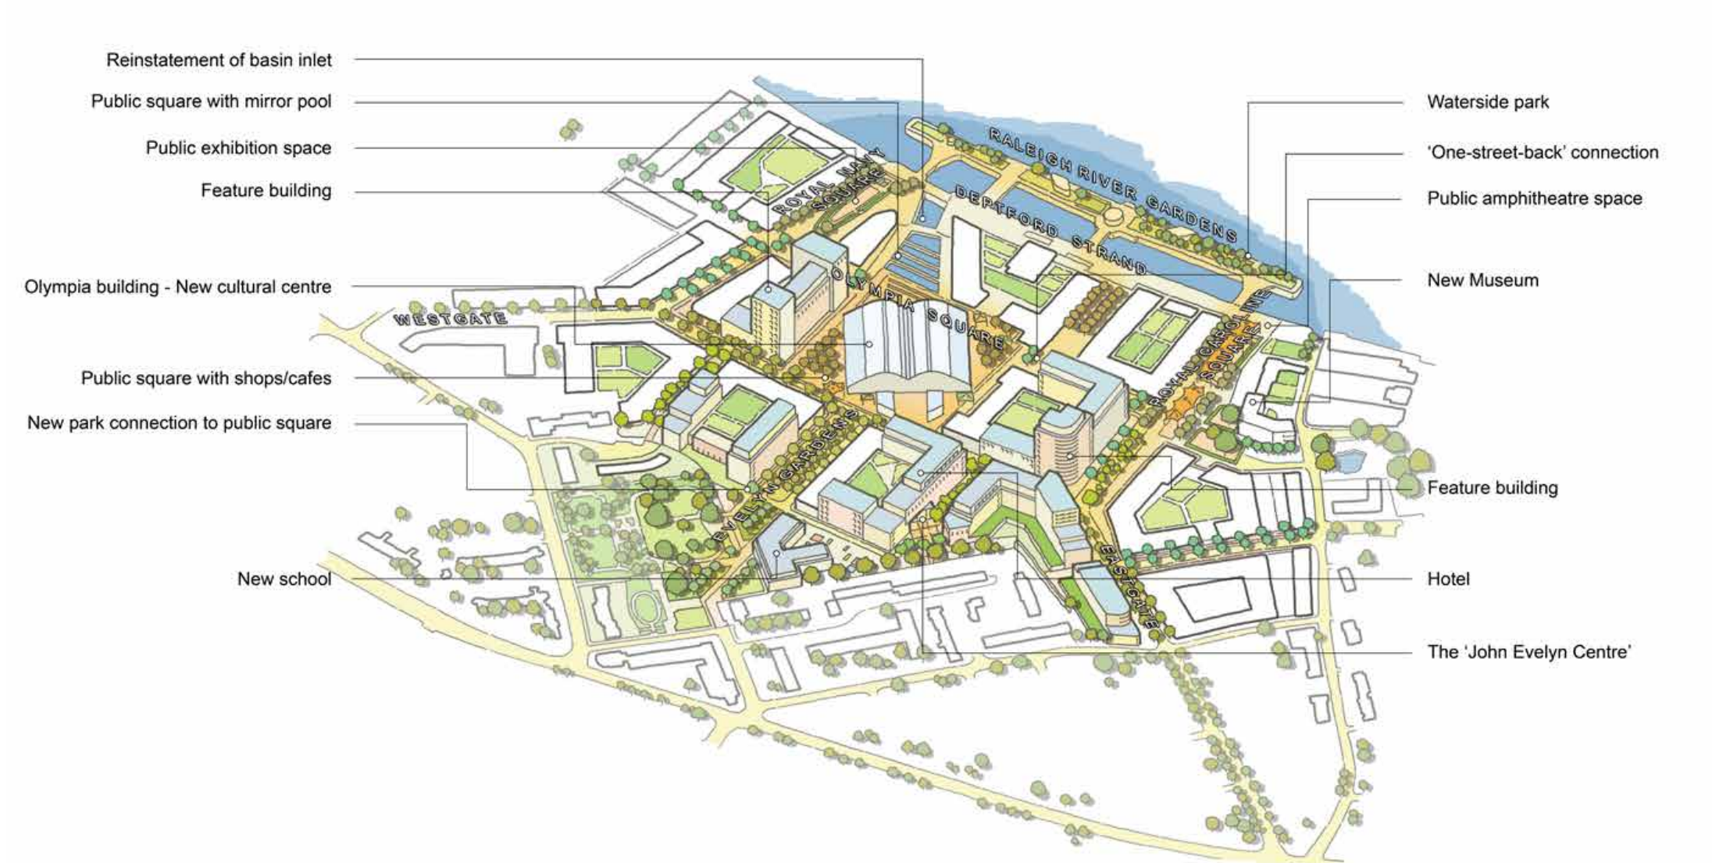 Reinstatement of basin inlet
Public square with mirror pool
Public exhibition space
Feature building
Olympia building - New cultural centre
Public square with shops/cafes
New park connection to public square
New school
Waterside park
‘One-street-back’ connection
Public amphitheatre space
New Museum
Feature building
Hotel
The ‘John Evelyn Centre’
RALEIGH RIVER GARDENS
DEPTFORD STRAND
ROYAL NAVY
SQUARE
OLYMPIA SQUARE
WESTGATE
ROYAL CAROLINE
SQUARE
EVELYN GARDENS
EASTGATE